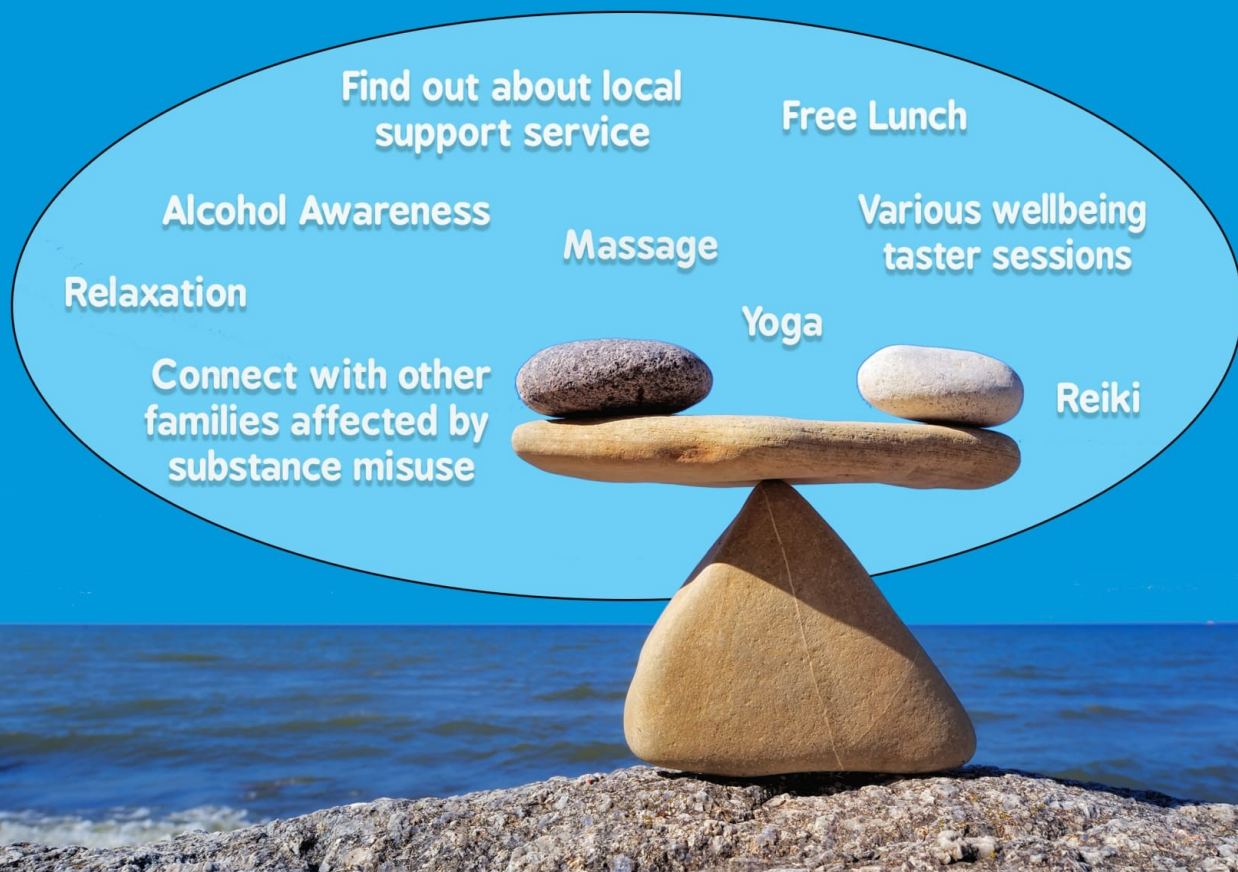 Find out about local
support service
Free Lunch
Alcohol Awareness
Various wellbeing
taster sessions
Massage
Relaxation
Yoga
Connect with other
families affected by
substance misuse
Reiki